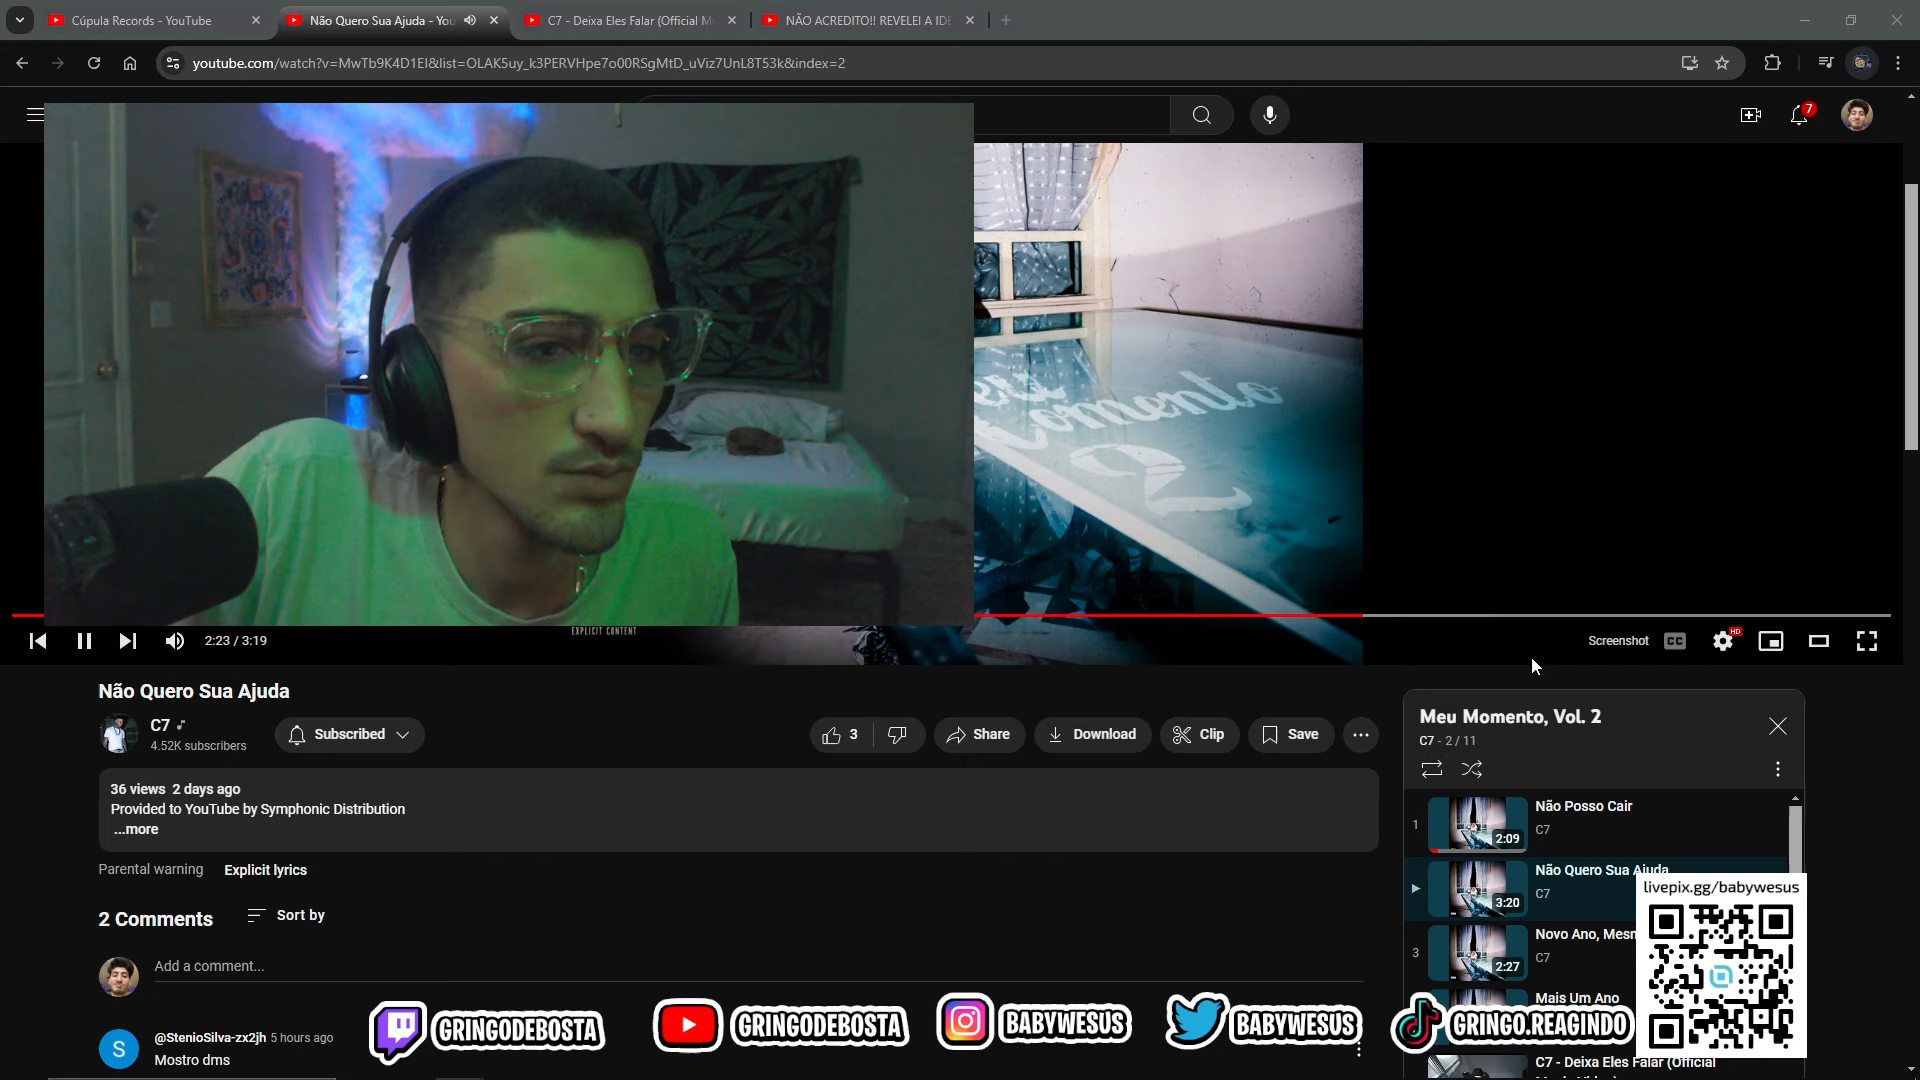 Cúpula Records - YouTube
Não Quero Sua Ajuda - You
C7 - Deixa Eles Falar (Official M
NÃO ACREDITO!! REVELEI A IDE
youtube.com/watch?v=MwTb9K4D1EI&list=OLAK5uy_k3PERVHpe7o00RSgMtD_uViz7UnL8T53k&index=2
7
Momento
2
EXPLICIT CONTENT
2:23 / 3:19
Screenshot
CC
HD
Não Quero Sua Ajuda
C7
4.52K subscribers
Subscribed
3
Share
Download
Clip
Save
36 views 2 days ago
Provided to YouTube by Symphonic Distribution
...more
Parental warning
Explicit lyrics
2 Comments
Sort by
Add a comment...
S
@StenioSilva-zx2jh 5 hours ago
Mostro dms
Meu Momento, Vol. 2
C7 - 2 / 11
1
2:09
Não Posso Cair
C7
3:20
Não Quero Sua Ajuda
C7
3
2:27
Novo Ano, Mesm
C7
Mais Um Ano
C7 - Deixa Eles Falar (Official
livepix.gg/babywesus
GRINGODEBOSTA
GRINGODEBOSTA
BABYWESUS
BABYWESUS
GRINGO.REAGINDO